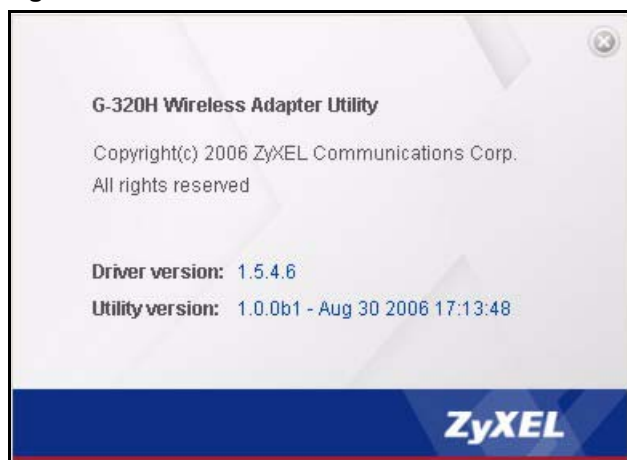 G-320H Wireless Adapter Utility
Copyright(c) 2006 ZyXEL Communications Corp.
All rights reserved
Driver version: 1.5.4.6
Utility version: 1.0.0b1 - Aug 30 2006 17:13:48
ZyXEL